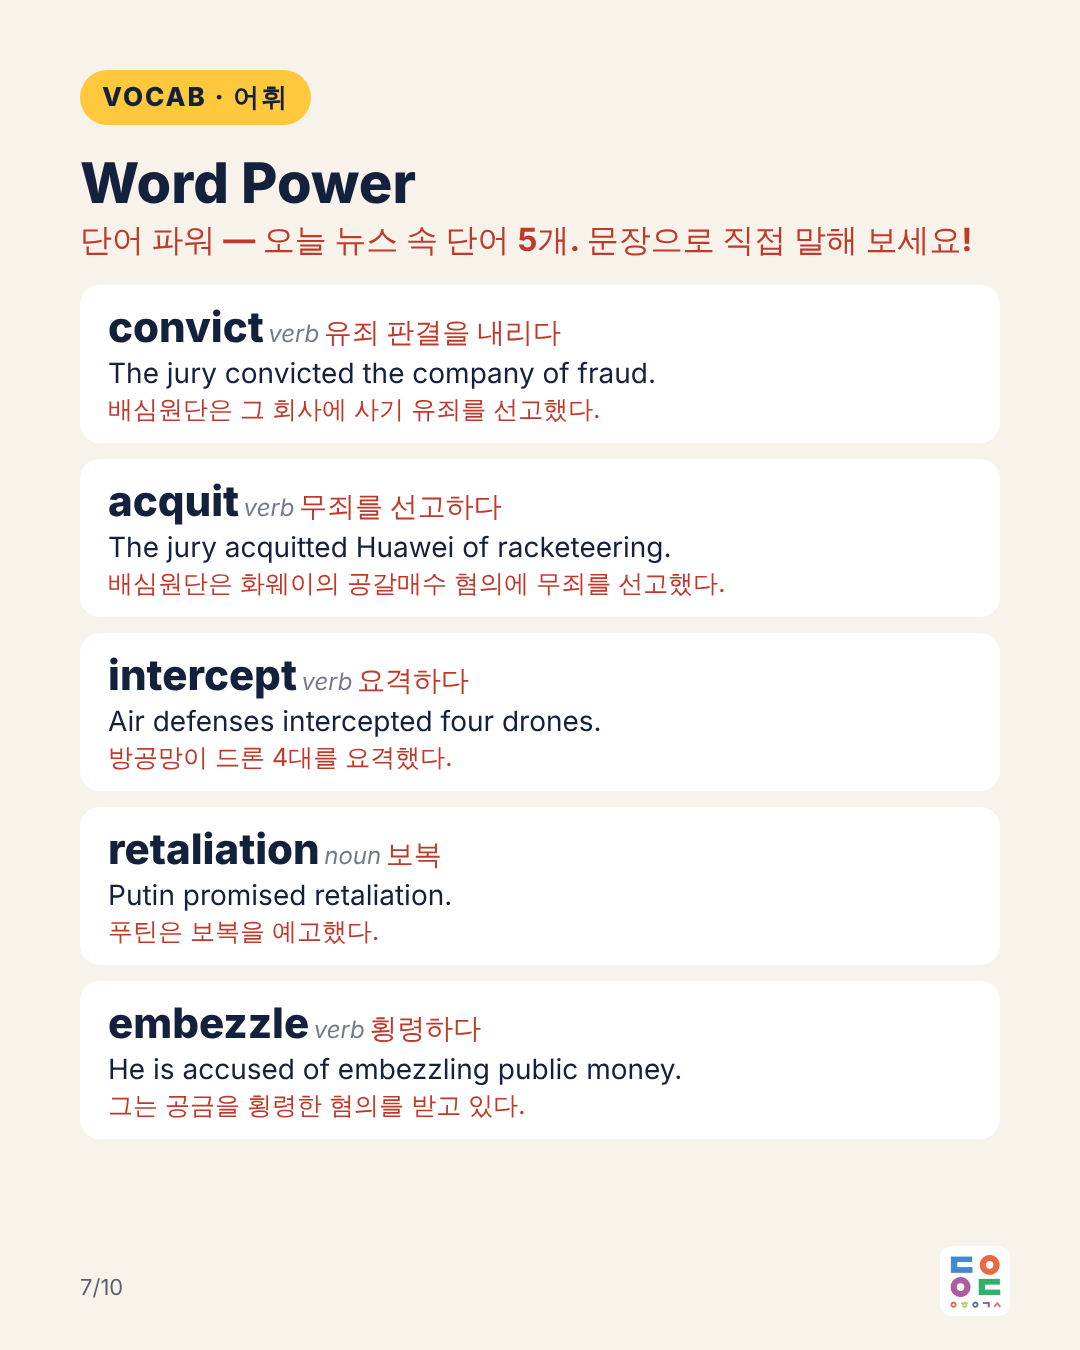 VOCAB · 어휘
Word Power
단어 파워 — 오늘 뉴스 속 단어 5개. 문장으로 직접 말해 보세요!
convict verb 유죄 판결을 내리다
The jury convicted the company of fraud.
배심원단은 그 회사에 사기 유죄를 선고했다.
acquit verb 무죄를 선고하다
The jury acquitted Huawei of racketeering.
배심원단은 화웨이의 공갈매수 혐의에 무죄를 선고했다.
intercept verb 요격하다
Air defenses intercepted four drones.
방공망이 드론 4대를 요격했다.
retaliation noun 보복
Putin promised retaliation.
푸틴은 보복을 예고했다.
embezzle verb 횡령하다
He is accused of embezzling public money.
그는 공금을 횡령한 혐의를 받고 있다.
7/10